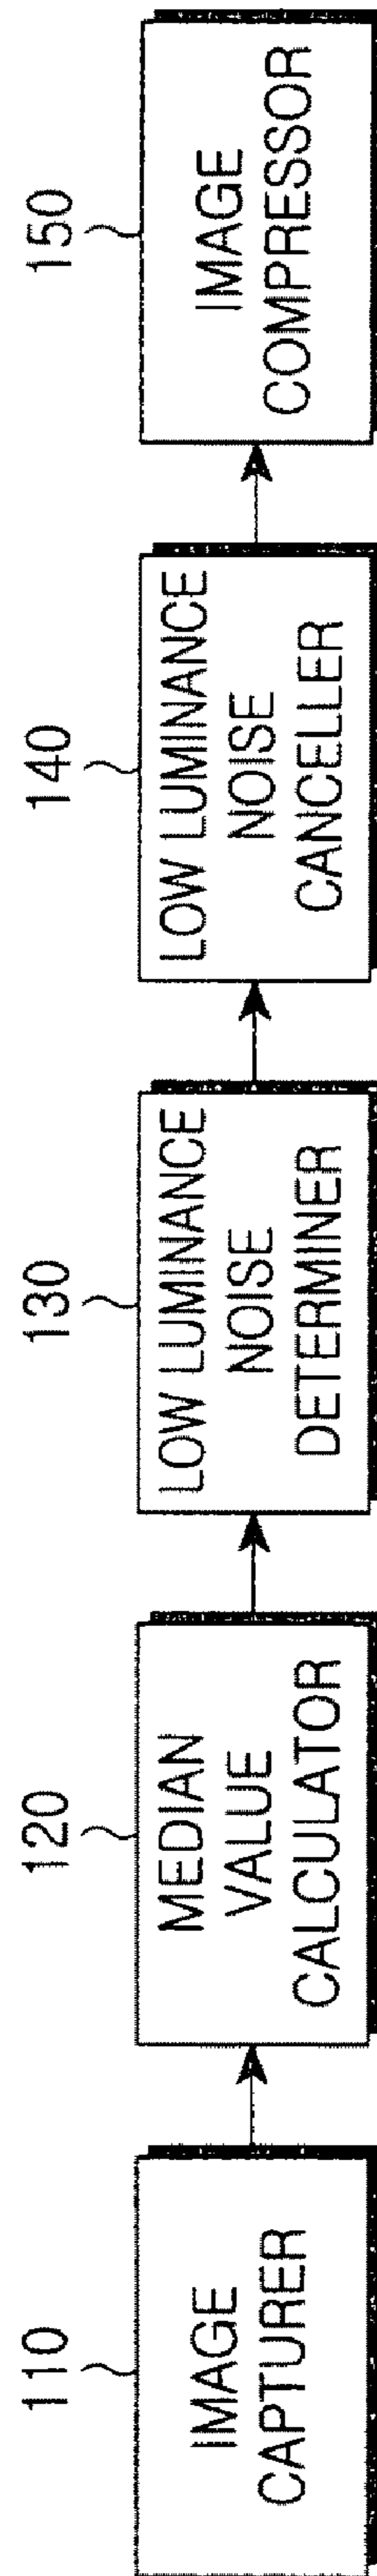 110
IMAGE
CAPTURER
120
MEDIAN
VALUE
CALCULATOR
130
LOW LUMINANCE
NOISE
DETERMINER
140
LOW LUMINANCE
NOISE
CANCELLER
150
IMAGE
COMPRESSOR